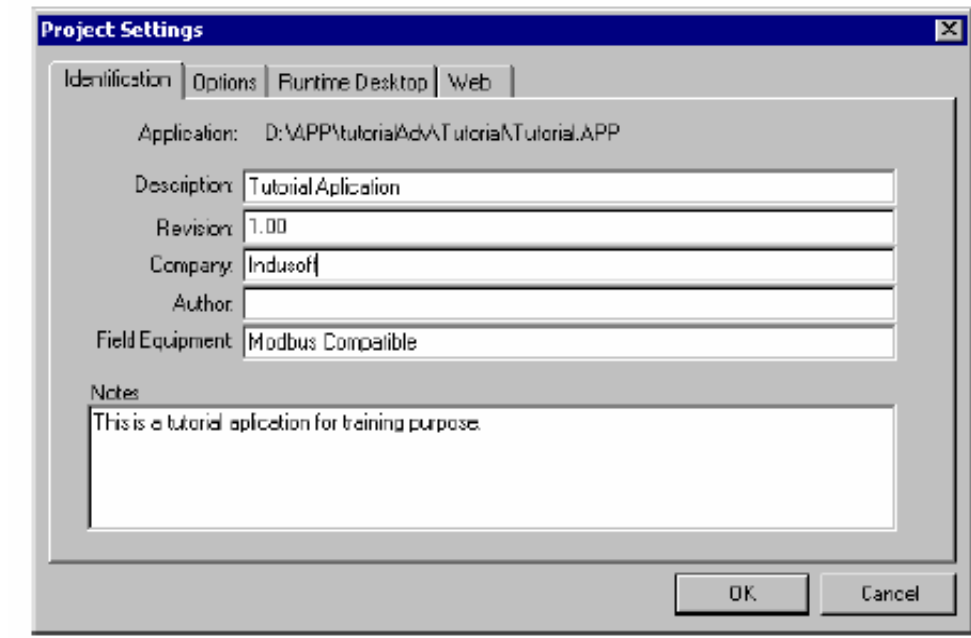 Project Settings
Identification Options Runtime Desktop Web
Application: D:\APP\tutorialAdv\Tutorial\Tutorial.APP
Description: Tutorial Aplication
Revision: 1.00
Company: Indusoft
Author:
Field Equipment: Modbus Compatible
Notes
This is a tutorial aplication for training purpose.
OK Cancel